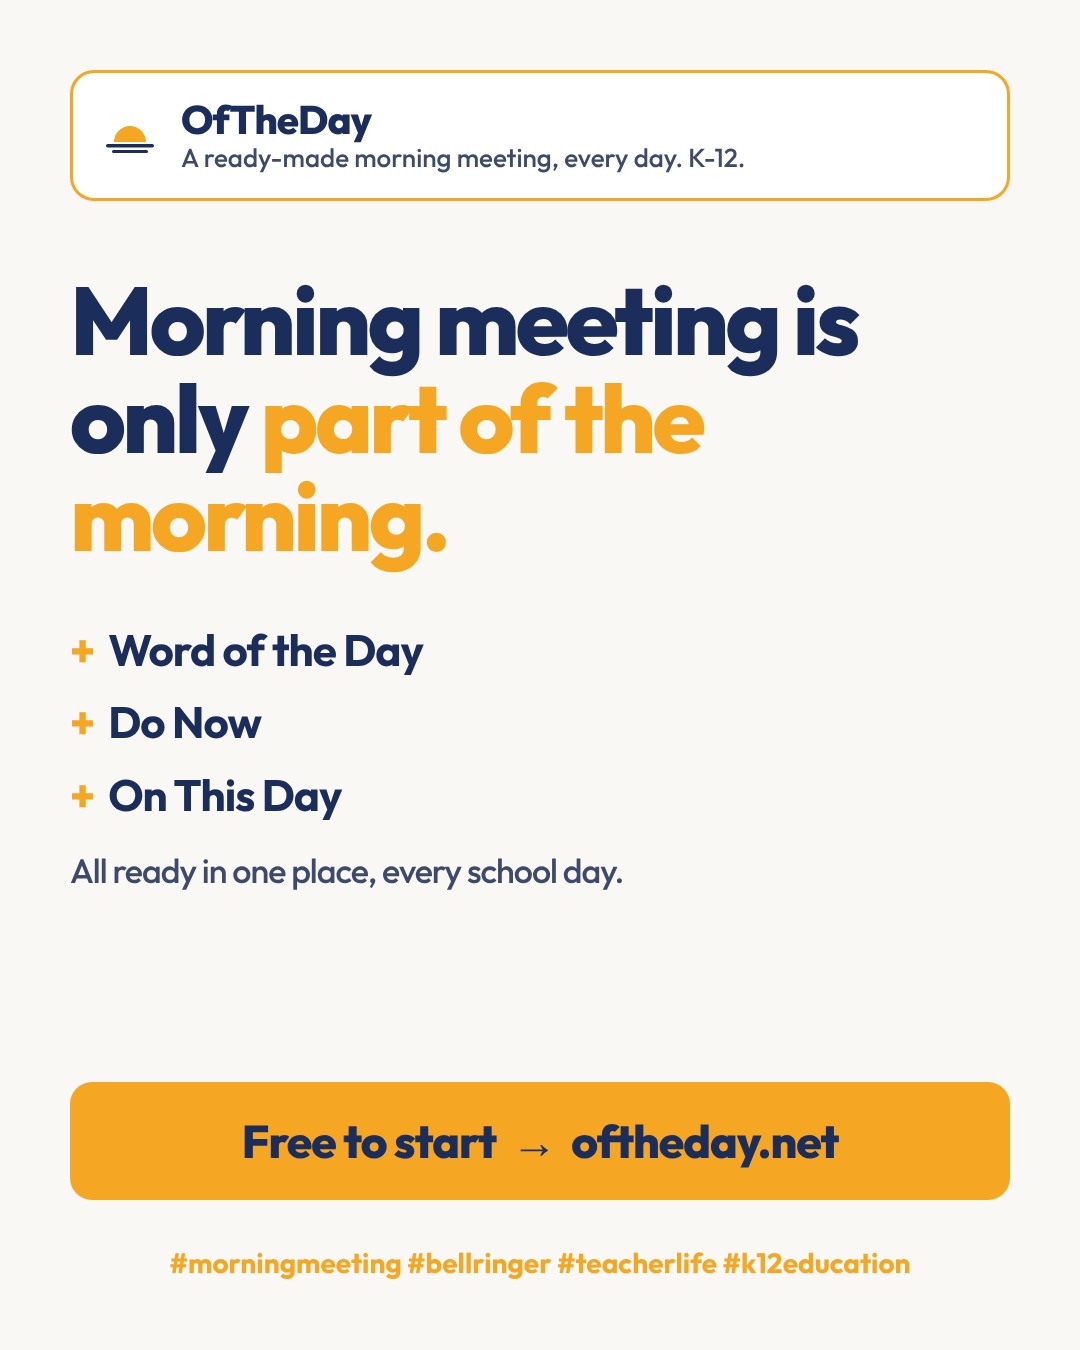 OfTheDay
A ready-made morning meeting, every day. K-12.
Morning meeting is
only part of the
morning.
+ Word of the Day
+ Do Now
+ On This Day
All ready in one place, every school day.
Free to start → oftheday.net
#morningmeeting #bellringer #teacherlife #k12education